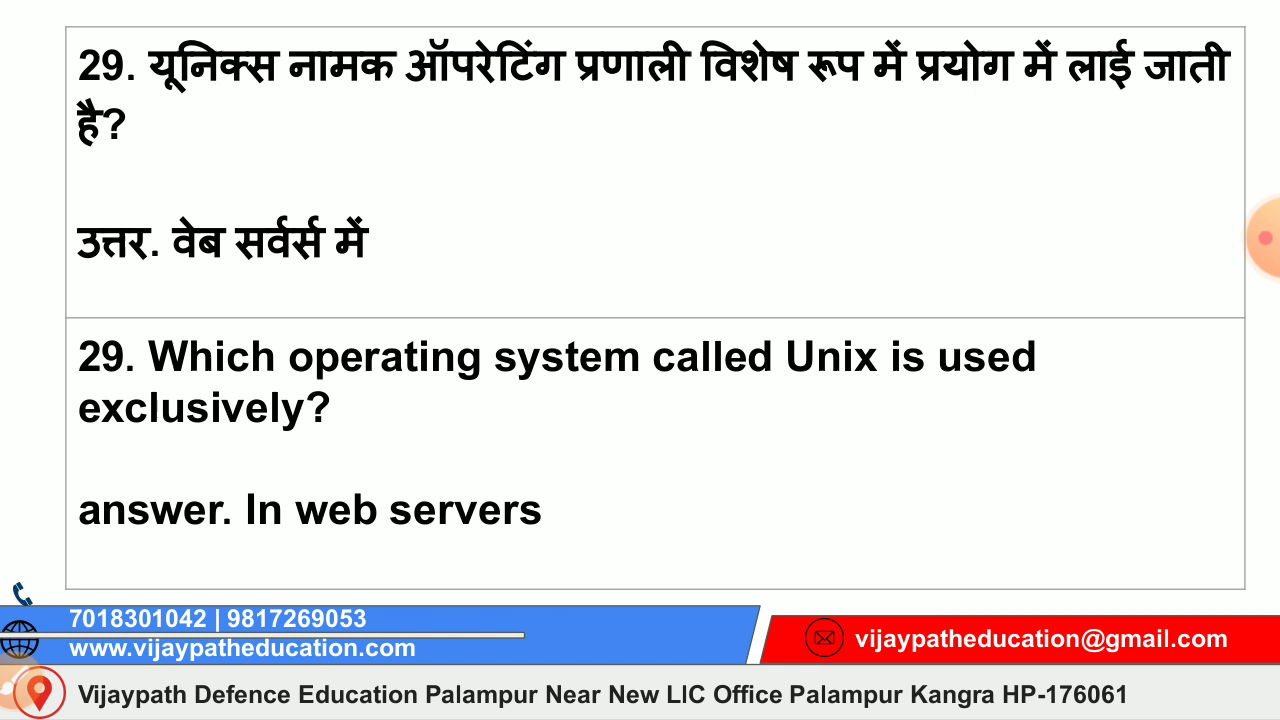 29. यूनिक्स नामक ऑपरेटिंग प्रणाली विशेष रूप में प्रयोग में लाई जाती
है?
उत्तर. वेब सर्वर्स में
29. Which operating system called Unix is used
exclusively?
answer. In web servers
7018301042 | 9817269053
www.vijaypatheducation.com
vijaypatheducation@gmail.com
Vijaypath Defence Education Palampur Near New LIC Office Palampur Kangra HP-176061